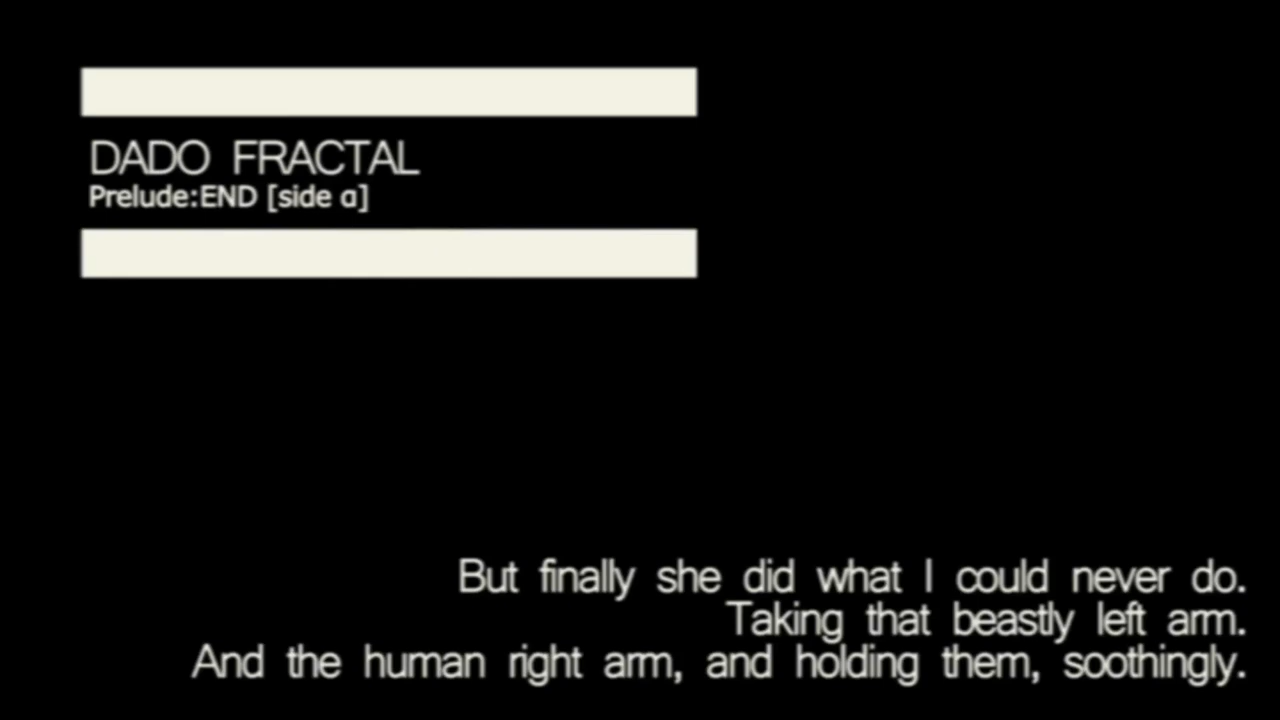 DADO FRACTAL
Prelude:END [side a]
But finally she did what I could never do.
Taking that beastly left arm.
And the human right arm, and holding them, soothingly.